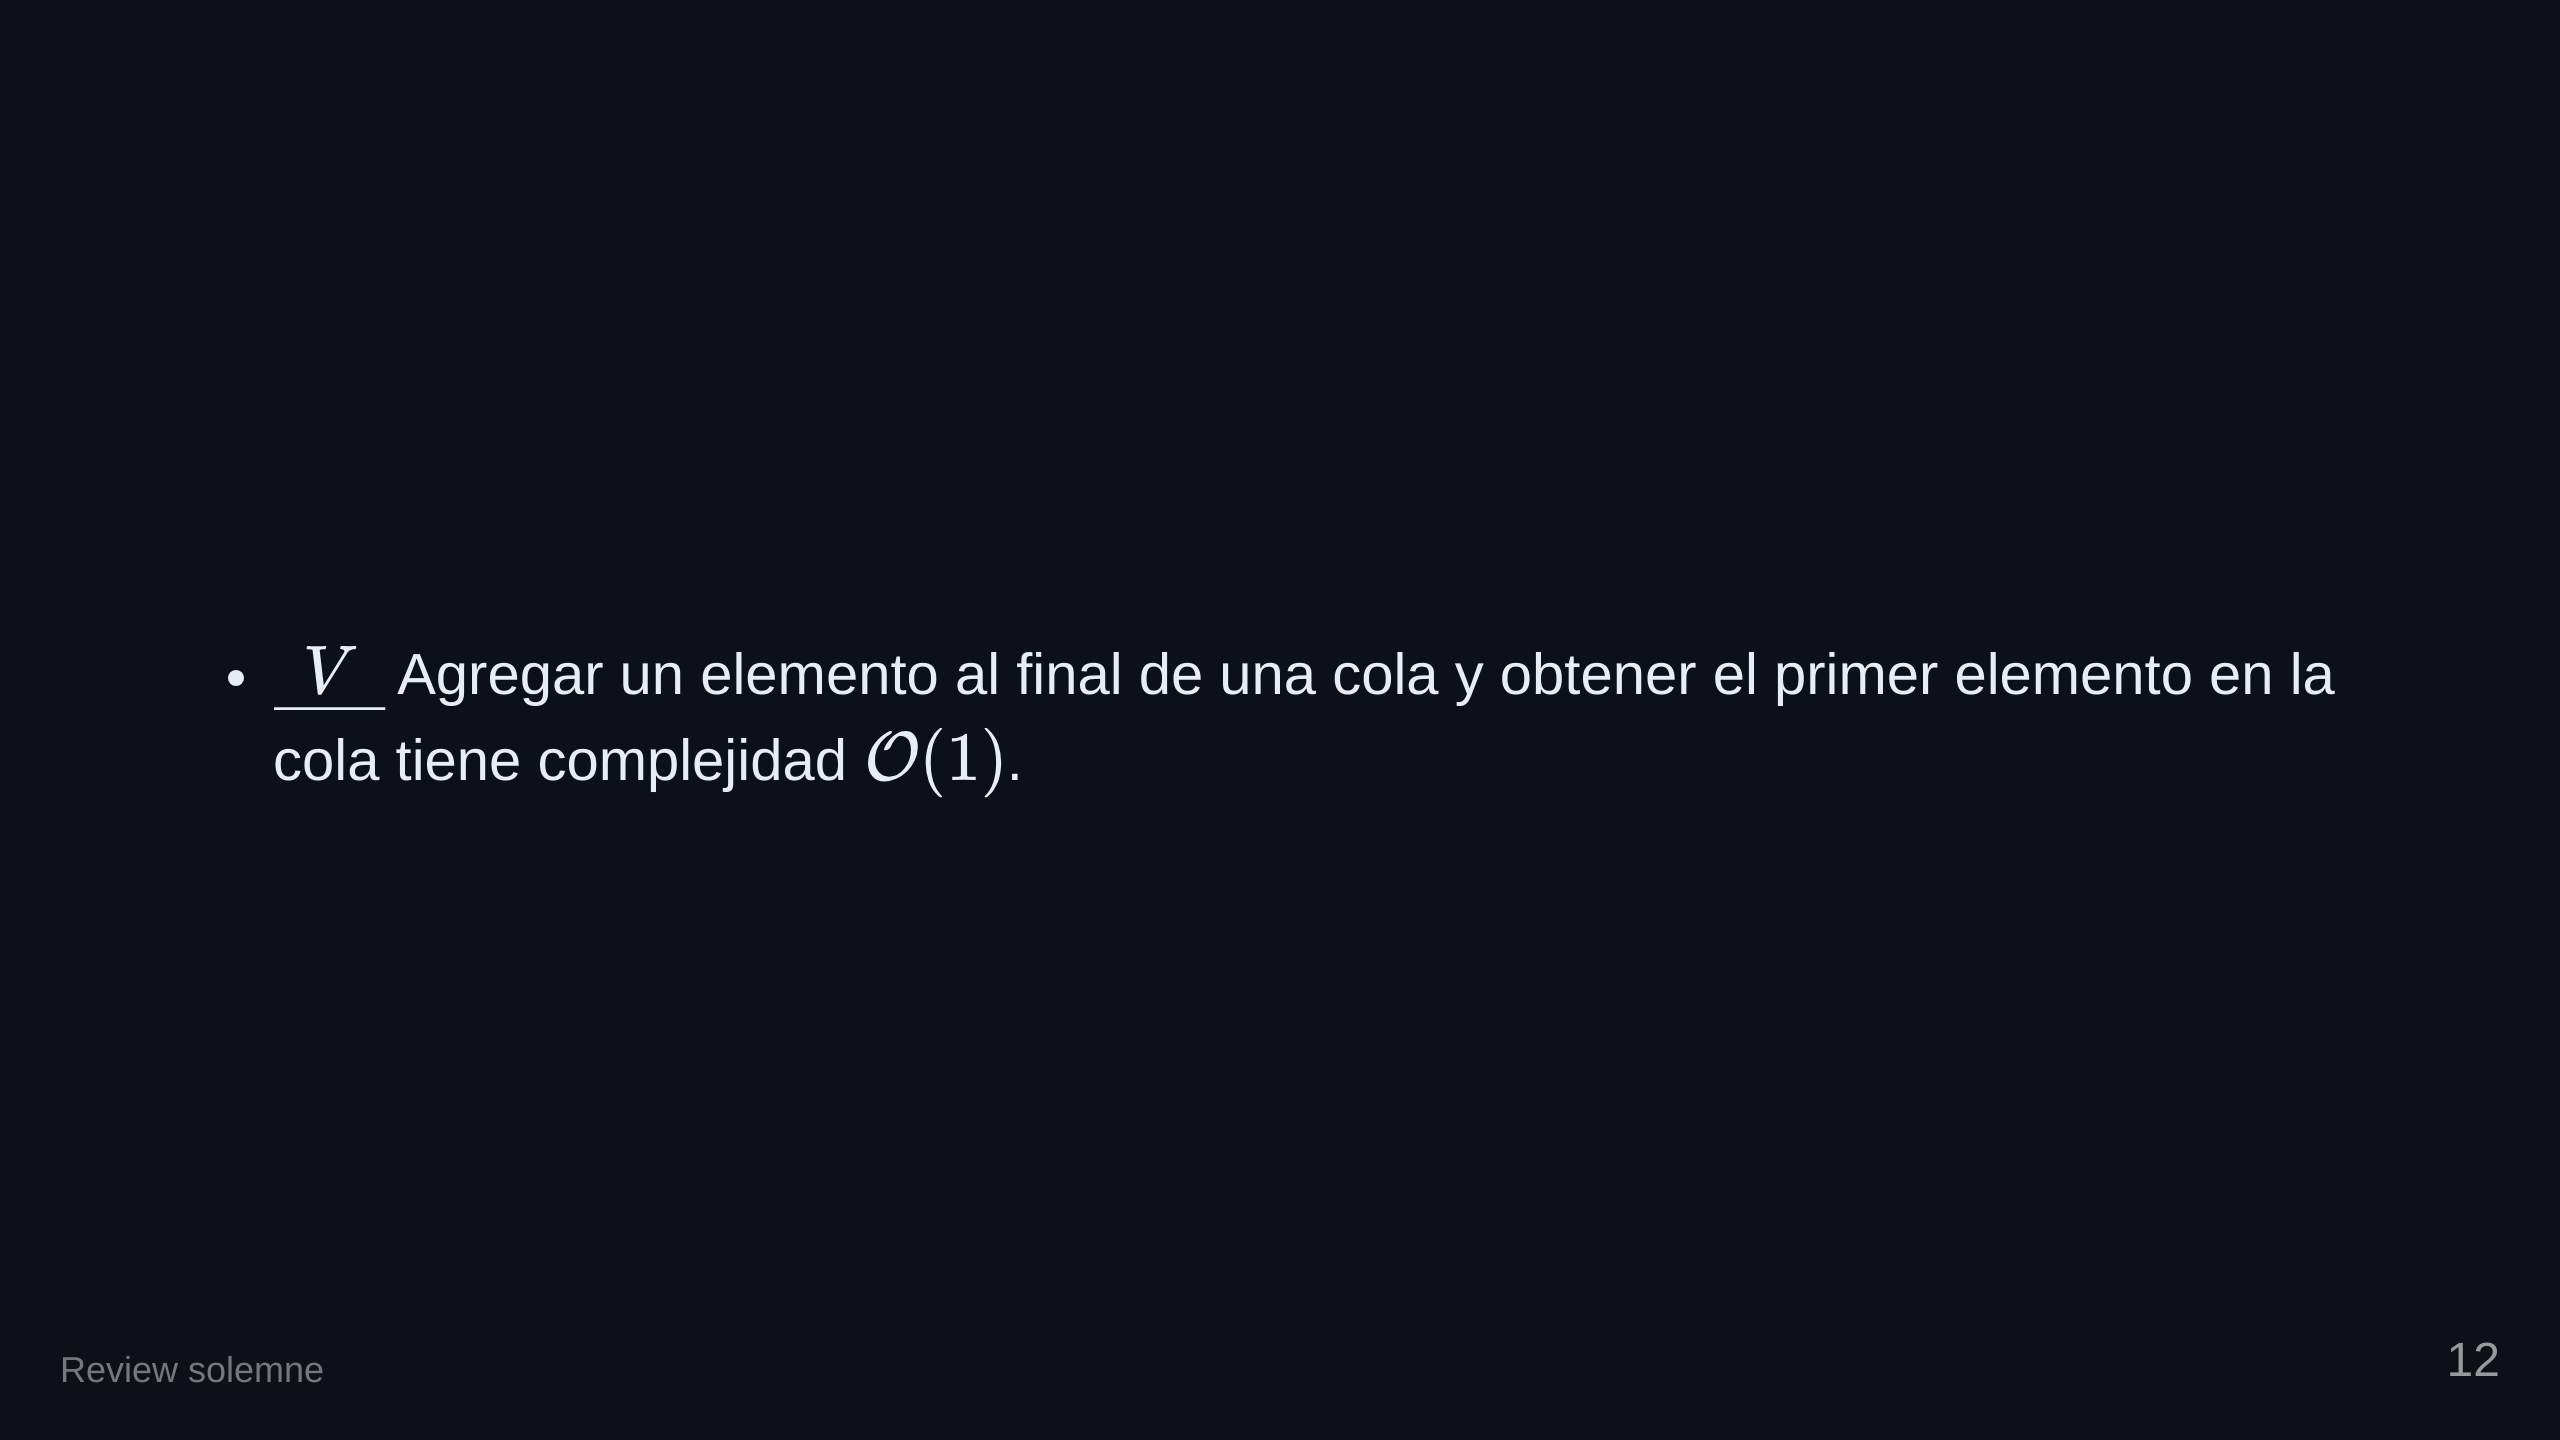 • __V__ Agregar un elemento al final de una cola y obtener el primer elemento en la
cola tiene complejidad 𝒪(1).
Review solemne
12